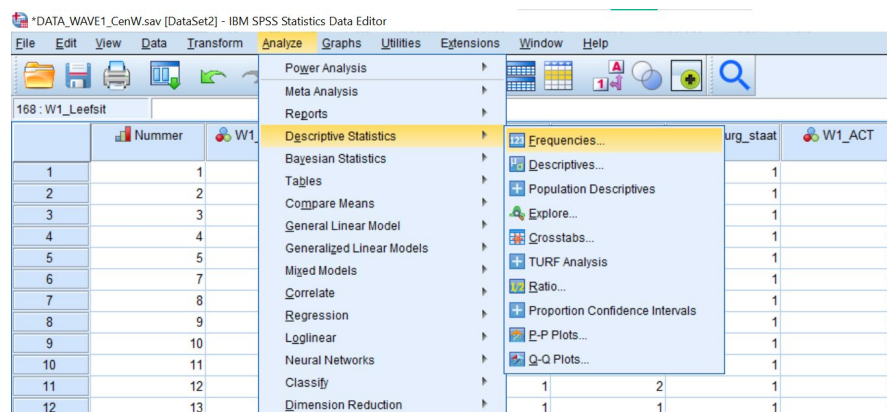 *DATA_WAVE1_CenW.sav [DataSet2] - IBM SPSS Statistics Data Editor
File Edit View Data Transform Analyze Graphs Utilities Extensions Window Help
168 : W1_Leefsit
Nummer W1_ urg_staat W1_ACT
Power Analysis
Meta Analysis
Reports
Descriptive Statistics
Bayesian Statistics
Tables
Compare Means
General Linear Model
Generalized Linear Models
Mixed Models
Correlate
Regression
Loglinear
Neural Networks
Classify
Dimension Reduction
Frequencies...
Descriptives...
Population Descriptives
Explore...
Crosstabs...
TURF Analysis
Ratio...
Proportion Confidence Intervals
P-P Plots...
Q-Q Plots...
1 1 1
2 2 1
3 3 1
4 4 1
5 5 1
6 7 1
7 8 1
8 9 1
9 10 1
10 11 1
11 12 1 2 1
12 13 1 1 1